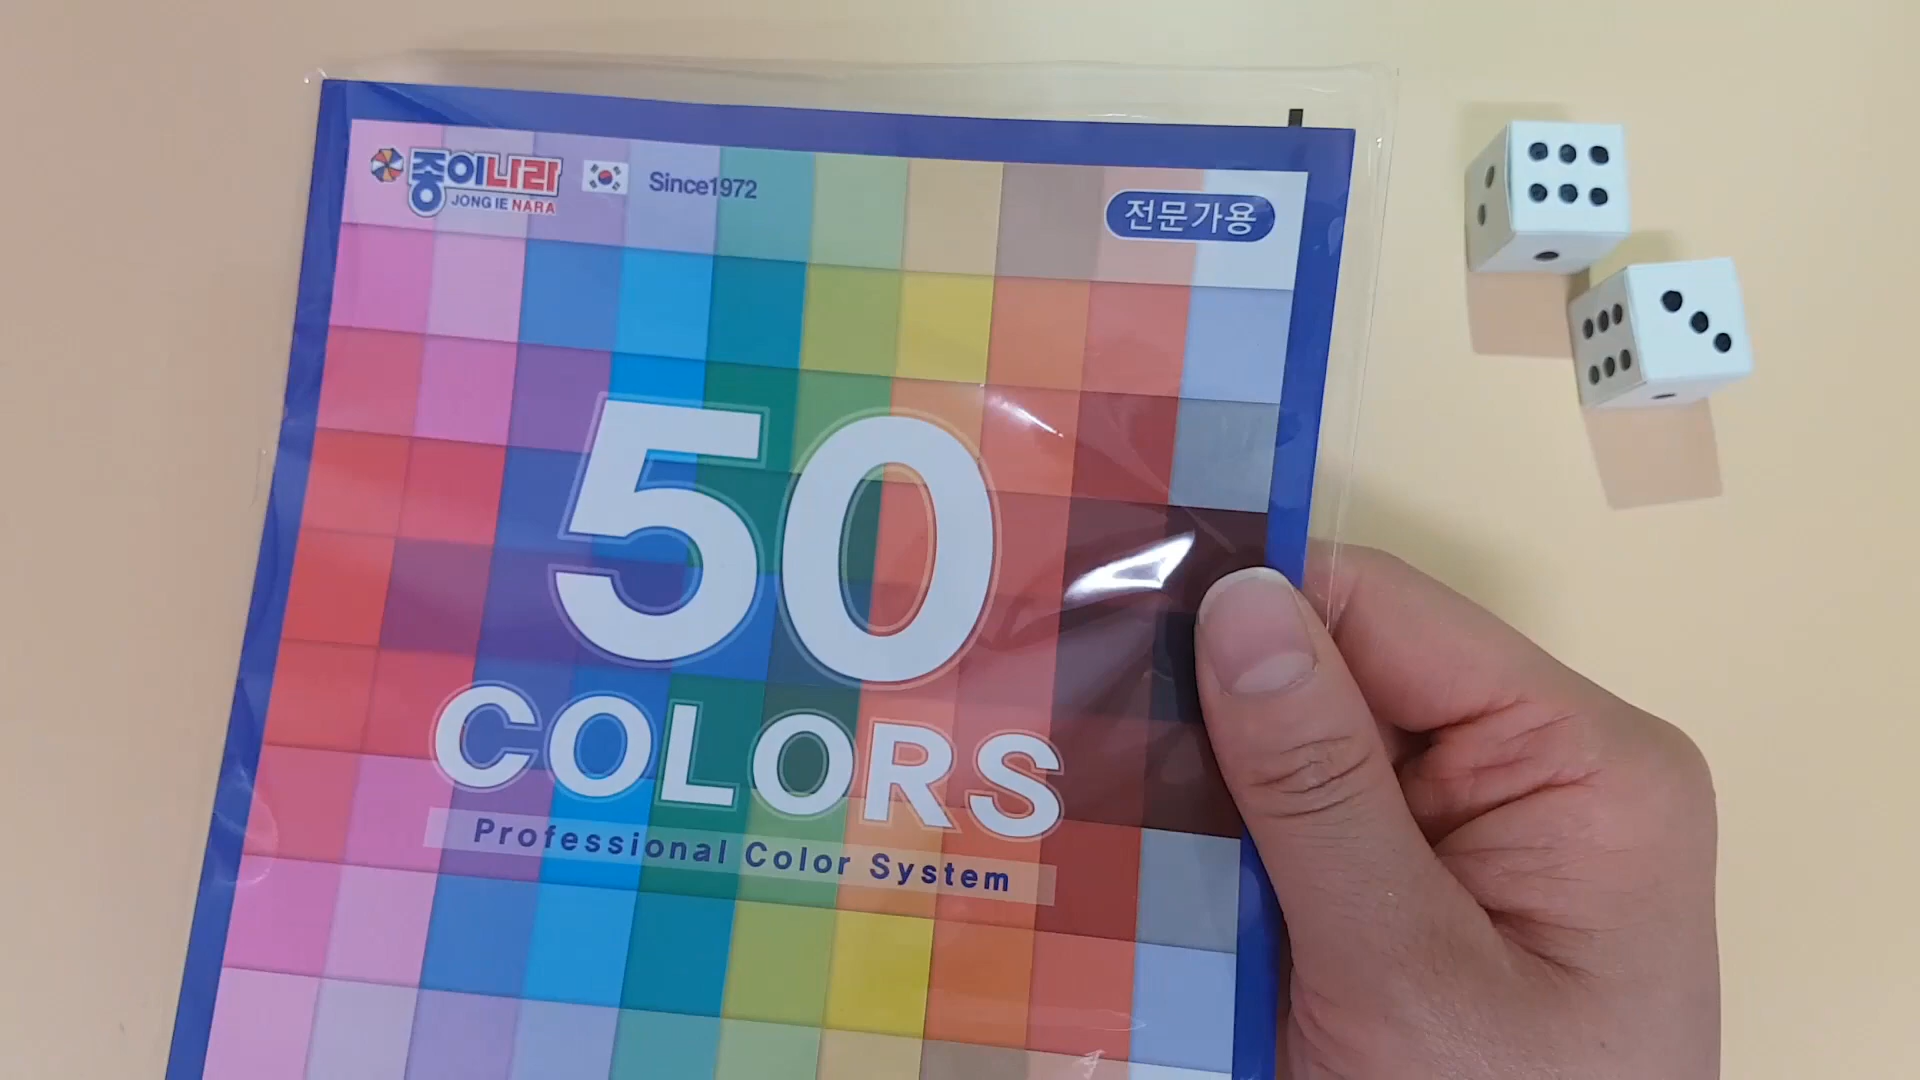 종이나라
JONG IE NARA
Since1972
전문가용
50
COLORS
Professional Color System